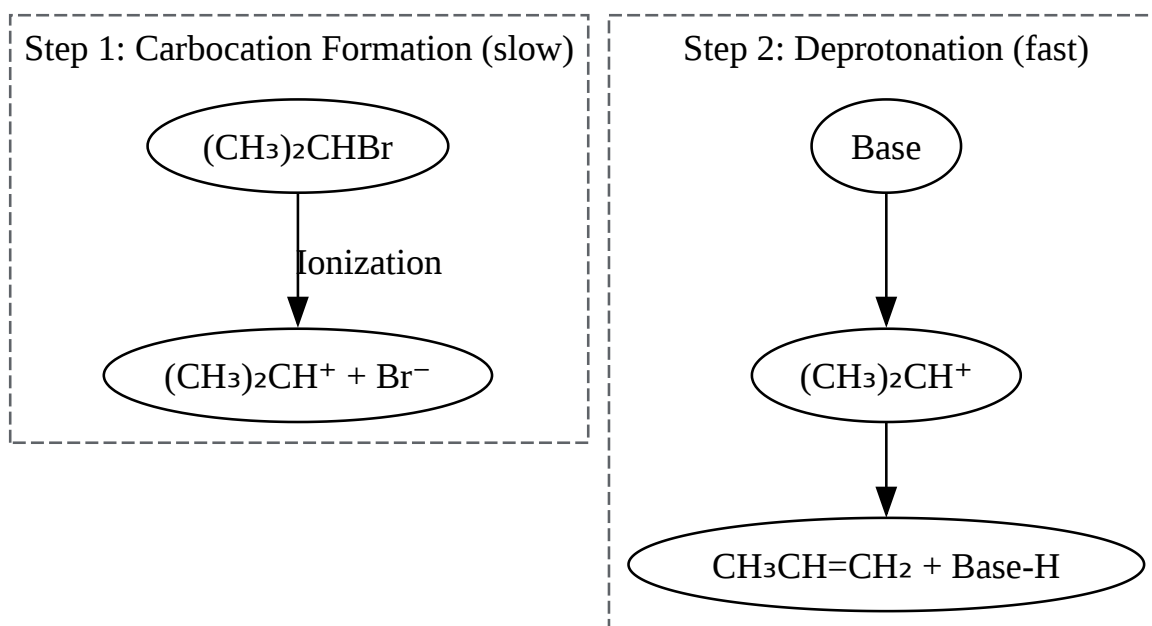 Step 1: Carbocation Formation (slow)
(CH₃)₂CHBr
Ionization
(CH₃)₂CH⁺ + Br⁻
Step 2: Deprotonation (fast)
Base
(CH₃)₂CH⁺
CH₃CH=CH₂ + Base-H